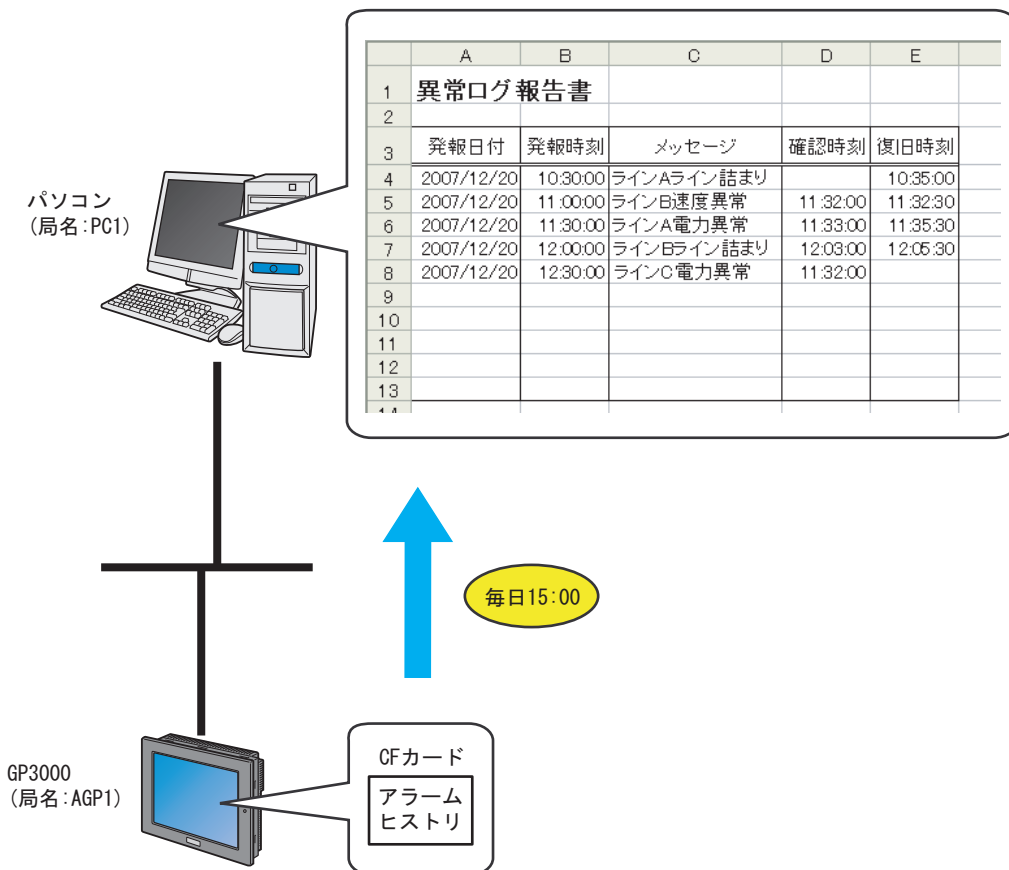 A B C D E
1 異常ログ報告書
2
3 発報日付 発報時刻 メッセージ 確認時刻 復旧時刻
4 2007/12/20 10:30:00 ラインAライン詰まり 10:35:00
5 2007/12/20 11:00:00 ラインB速度異常 11:32:00 11:32:30
6 2007/12/20 11:30:00 ラインA電力異常 11:33:00 11:35:30
7 2007/12/20 12:00:00 ラインBライン詰まり 12:03:00 12:05:30
8 2007/12/20 12:30:00 ラインC電力異常 11:32:00
9
10
11
12
13
パソコン
(局名:PC1)
毎日15:00
GP3000
(局名:AGP1)
CFカード
アラーム
ヒストリ